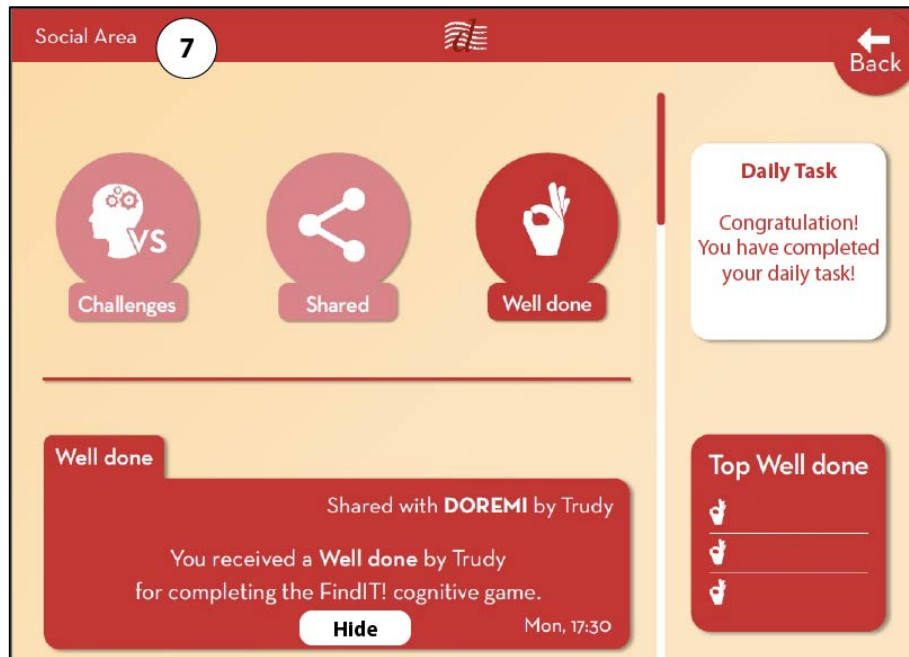 Social Area
7
d
Back
VS
Challenges
Shared
Well done
Daily Task
Congratulation!
You have completed
your daily task!
Well done
Shared with DOREMI by Trudy
You received a Well done by Trudy
for completing the FindIT! cognitive game.
Hide
Mon, 17:30
Top Well done